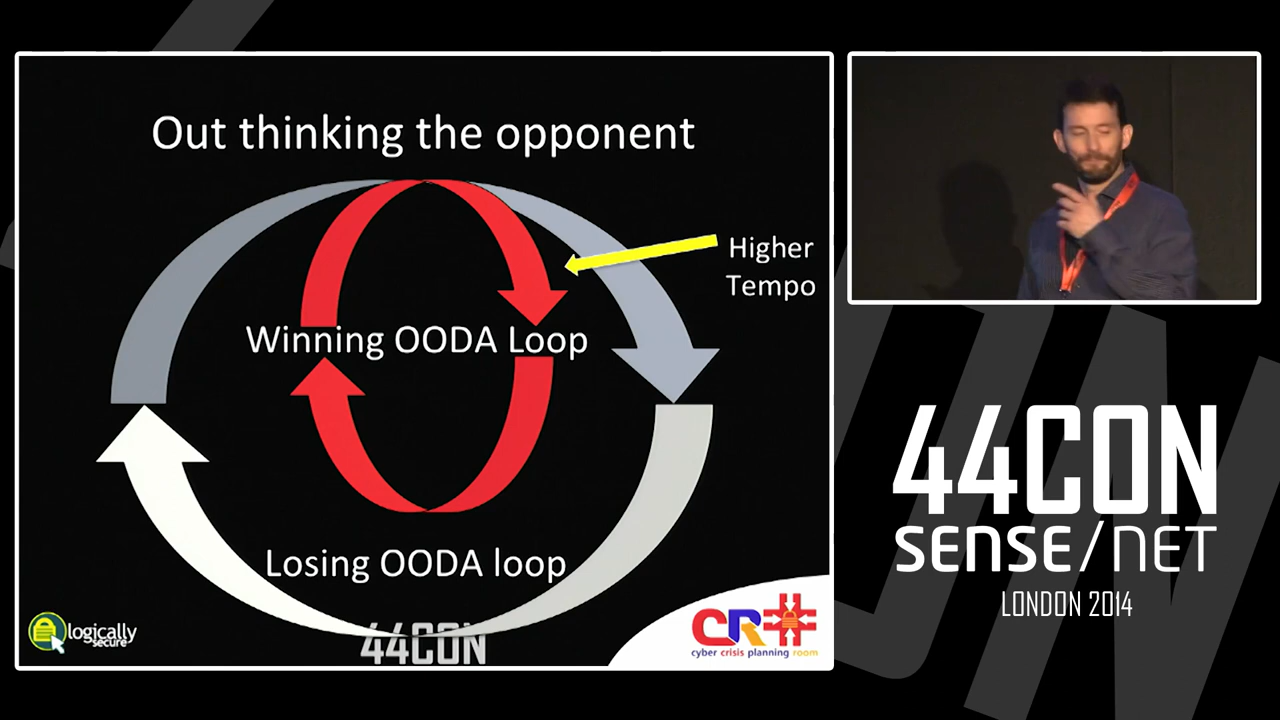 Out thinking the opponent
Higher
Tempo
Winning OODA Loop
Losing OODA loop
logically
secure
44CON
CR
cyber crisis planning room
44CON
SENSE/NET
LONDON 2014